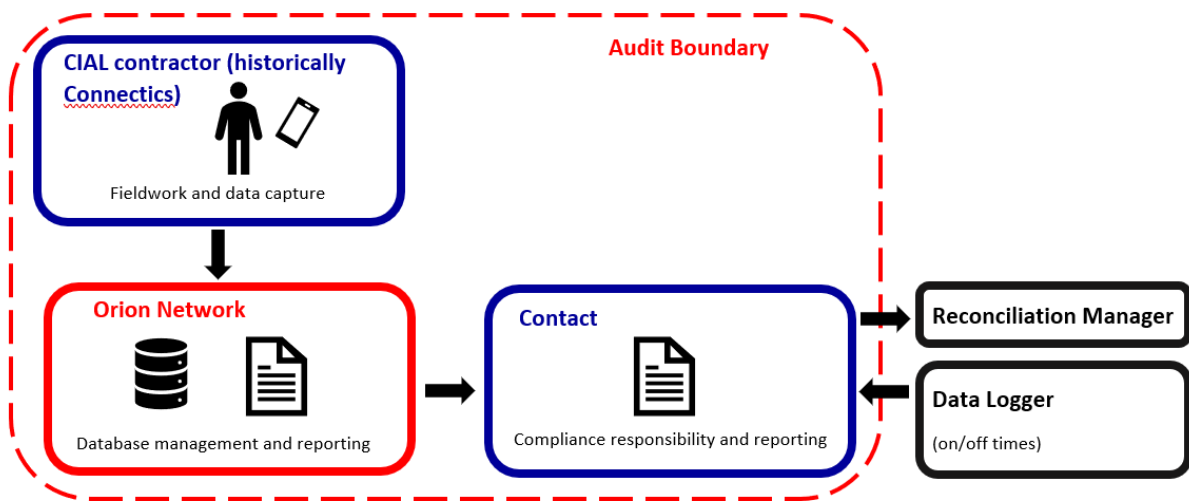 Audit Boundary
CIAL contractor (historically
Connectics)
Fieldwork and data capture
Orion Network
Database management and reporting
Contact
Compliance responsibility and reporting
Reconciliation Manager
Data Logger
(on/off times)